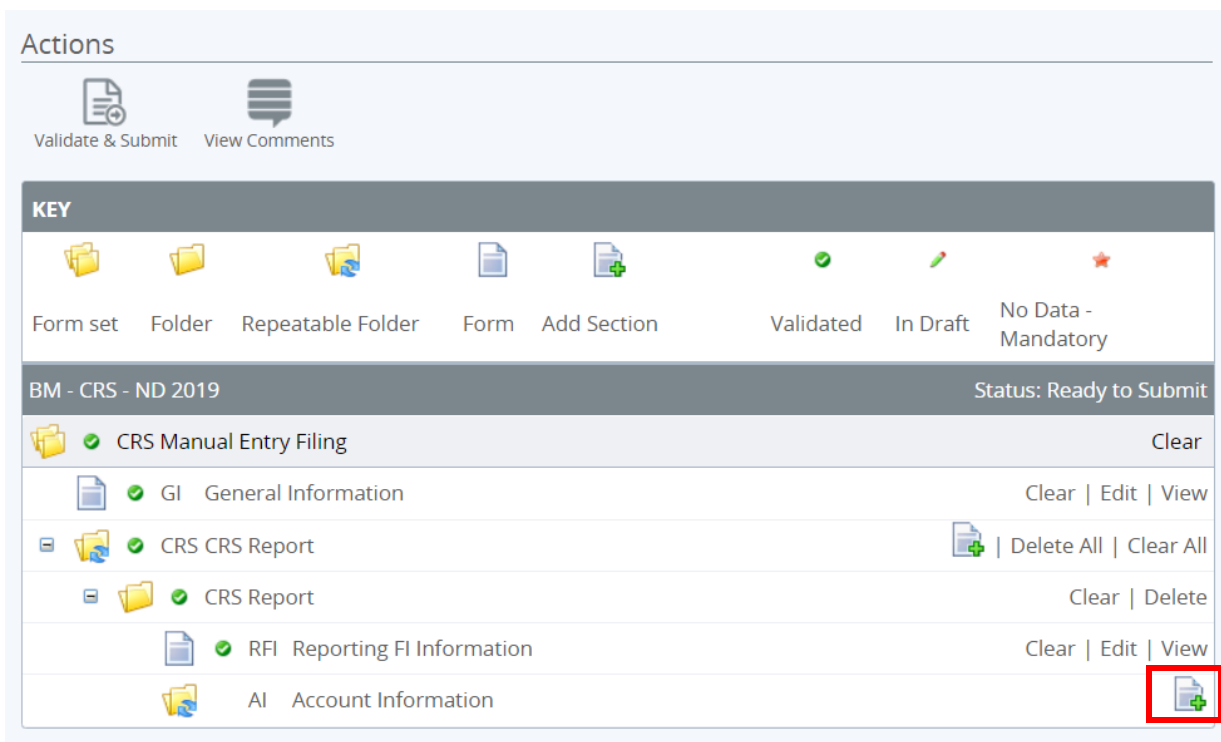 Actions
Validate & Submit View Comments
KEY
Form set Folder Repeatable Folder Form Add Section Validated In Draft No Data -
Mandatory
BM - CRS - ND 2019 Status: Ready to Submit
CRS Manual Entry Filing Clear
GI General Information Clear | Edit | View
CRS CRS Report | Delete All | Clear All
CRS Report Clear | Delete
RFI Reporting FI Information Clear | Edit | View
AI Account Information